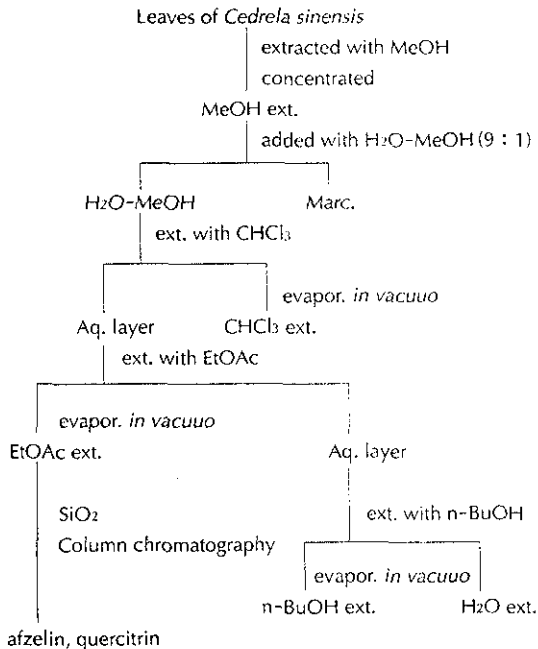 Leaves of Cedrela sinensis
extracted with MeOH
concentrated
MeOH ext.
added with H2O-MeOH (9 : 1)
H2O-MeOH Marc.
ext. with CHCl3
evapor. in vacuuo
Aq. layer CHCl3 ext.
ext. with EtOAc
evapor. in vacuuo
EtOAc ext. Aq. layer
SiO2 ext. with n-BuOH
Column chromatography
evapor. in vacuuo
n-BuOH ext. H2O ext.
afzelin, quercitrin